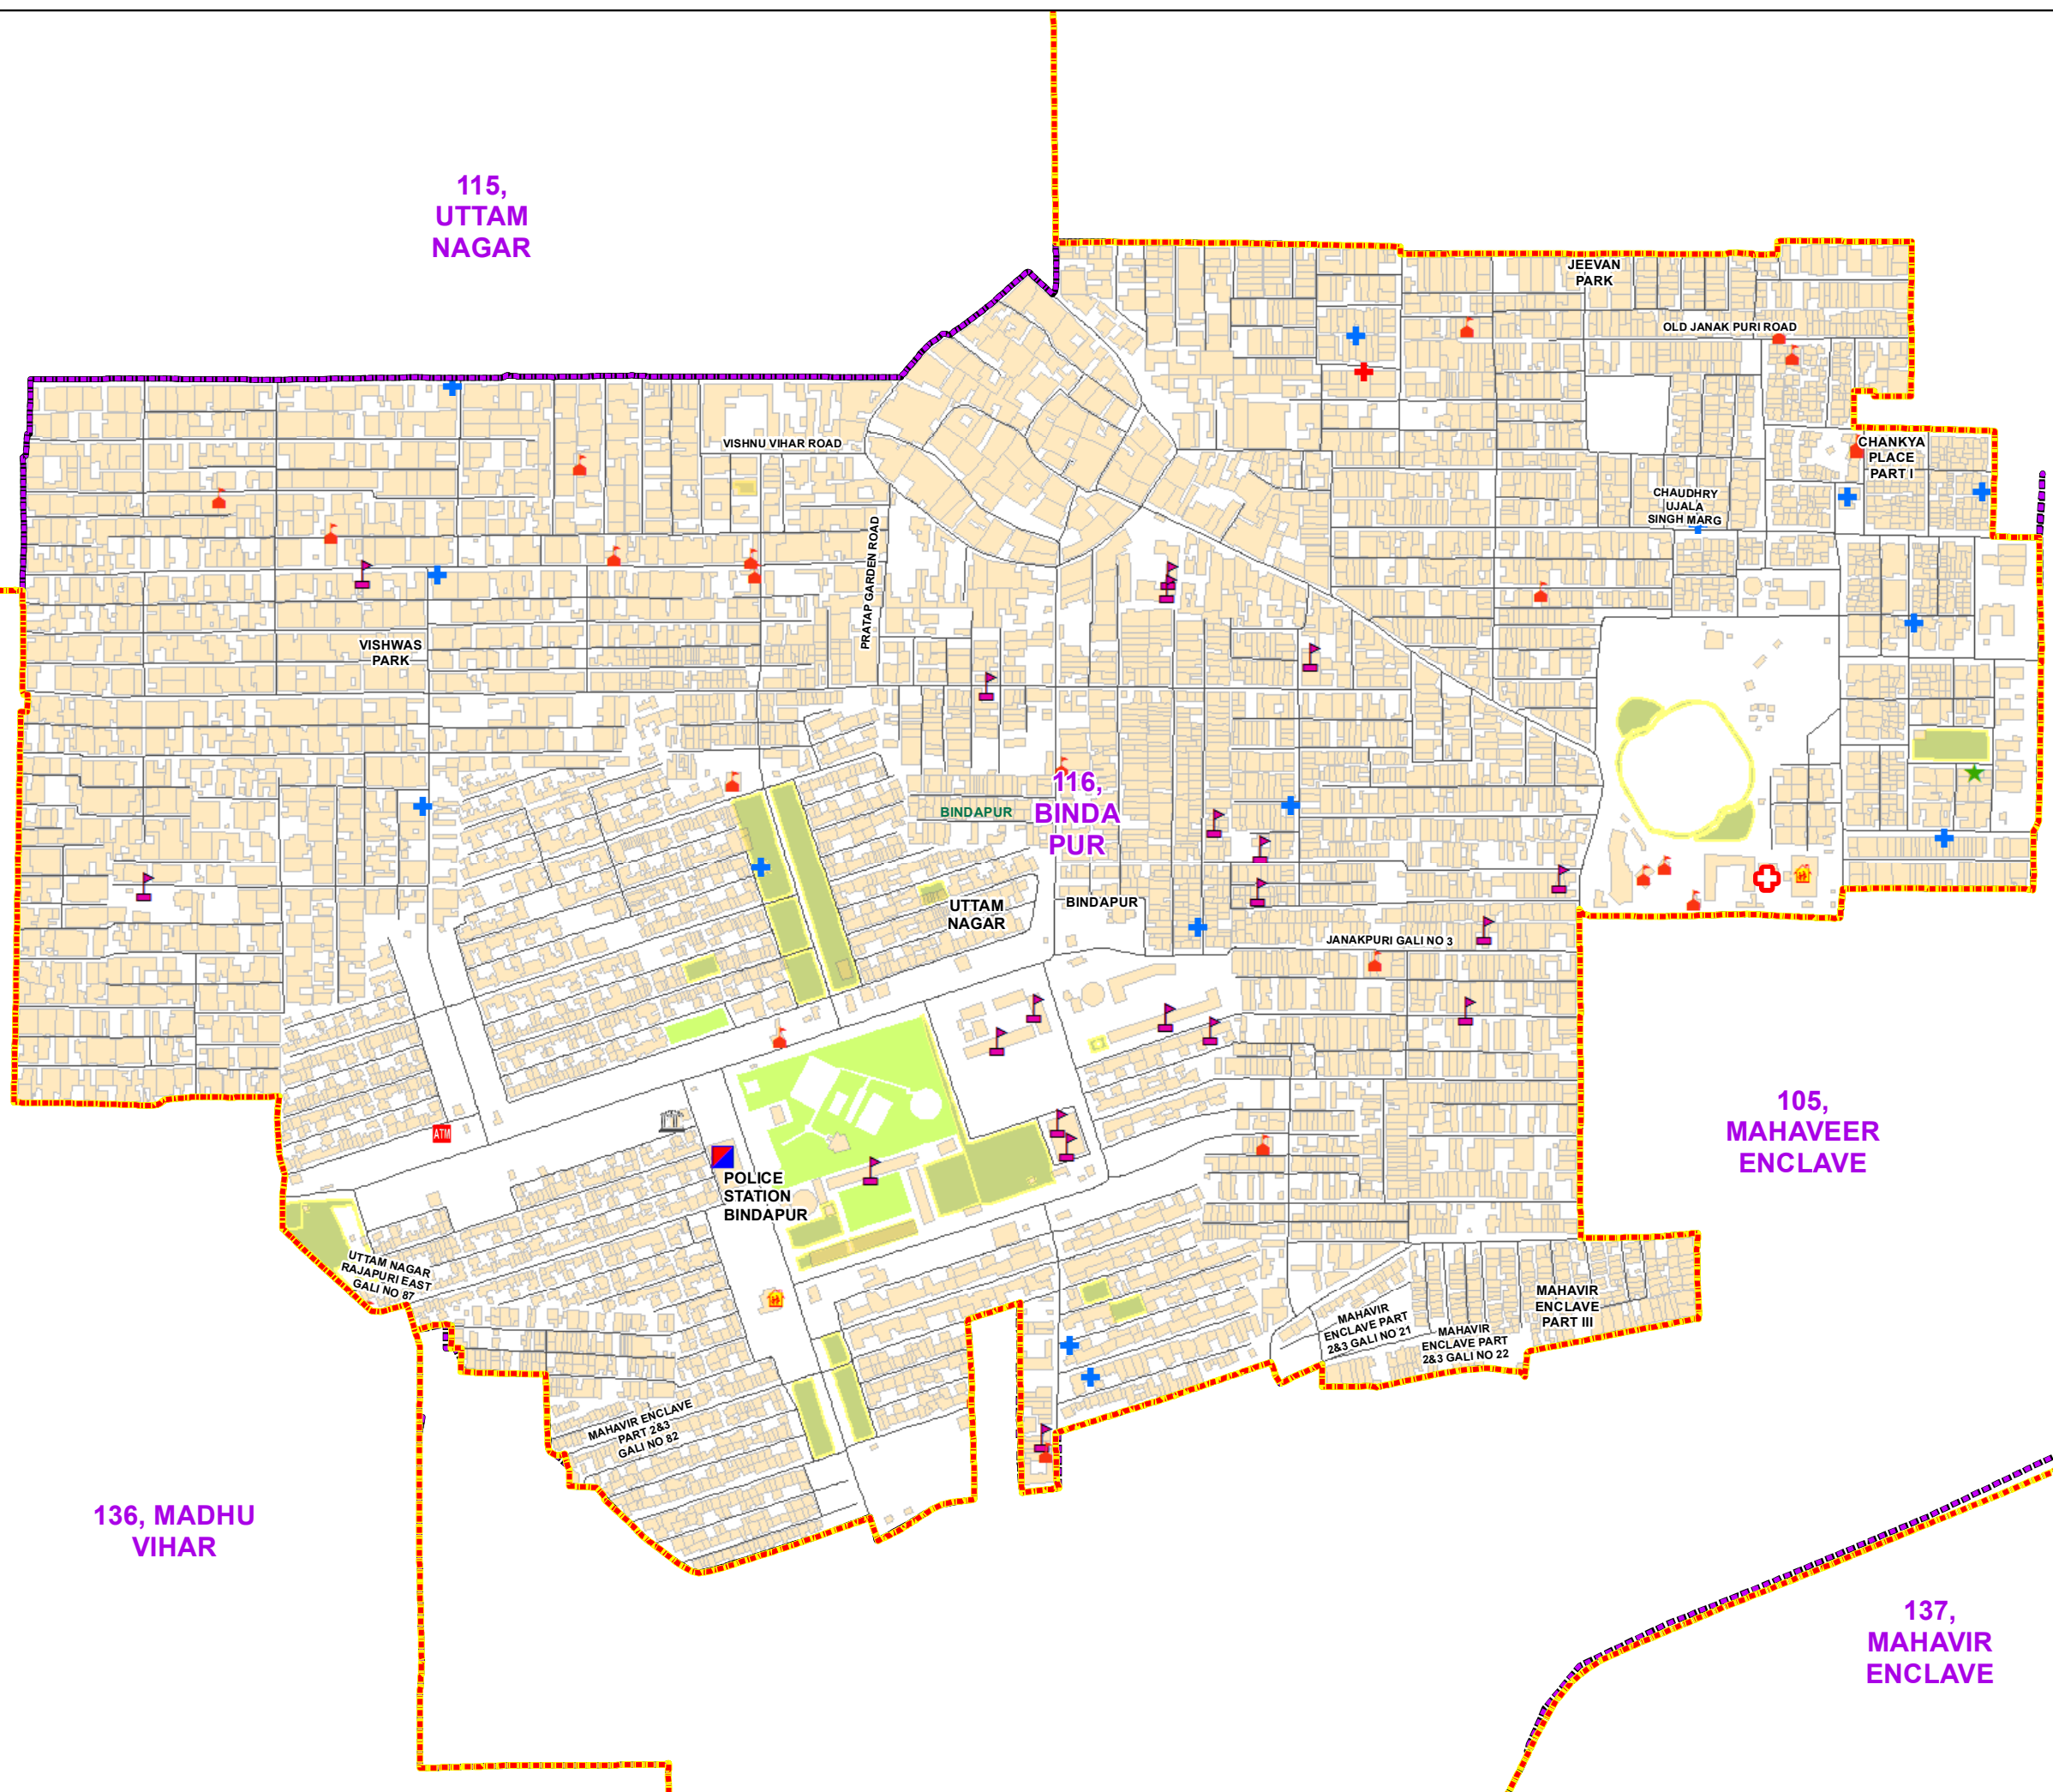 115,
UTTAM
NAGAR
JEEVAN
PARK
OLD JANAK PURI ROAD
VISHNU VIHAR ROAD
CHANKYA
PLACE
PART I
CHAUDHRY
UJALA
SINGH MARG
PRATAP GARDEN ROAD
VISHWAS
PARK
116,
BINDA
PUR
BINDAPUR
UTTAM
NAGAR
BINDAPUR
JANAKPURI GALI NO 3
105,
MAHAVEER
ENCLAVE
ATM
POLICE
STATION
BINDAPUR
UTTAM NAGAR
RAJAPURI EAST
GALI NO 87
MAHAVIR
ENCLAVE
PART III
MAHAVIR
ENCLAVE PART
2&3 GALI NO 21
MAHAVIR
ENCLAVE PART
2&3 GALI NO 22
MAHAVIR ENCLAVE
PART 2&3
GALI NO 82
136, MADHU
VIHAR
137,
MAHAVIR
ENCLAVE